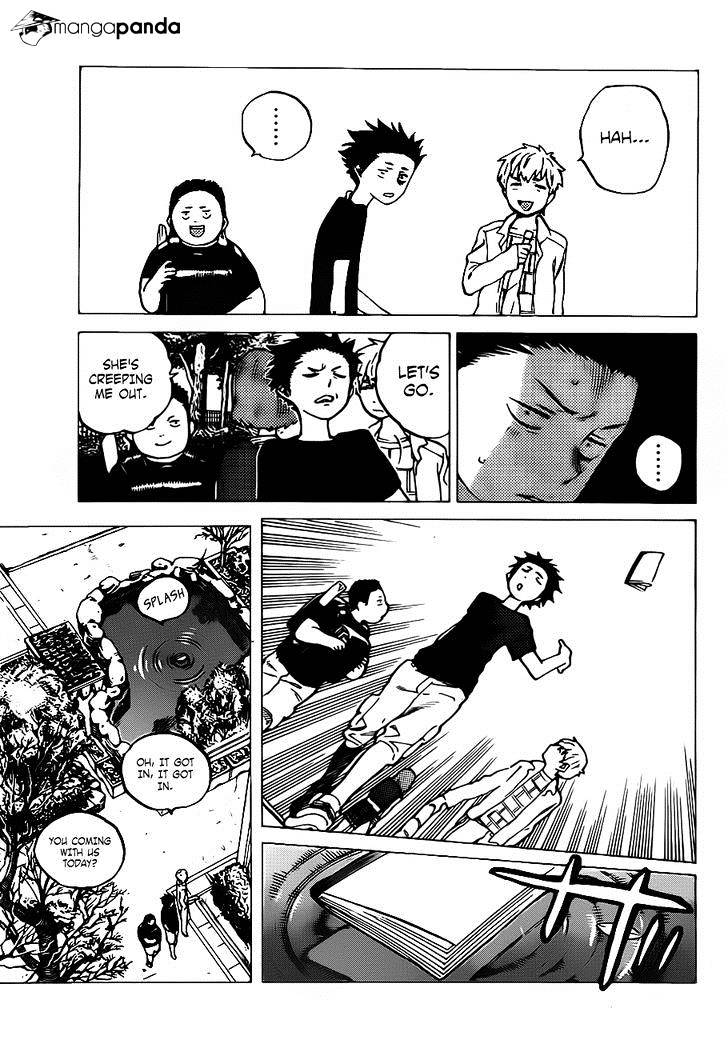 mangapanda
HAH...
......
......
LET'S
GO.
SHE'S
CREEPING
ME OUT.
SPLASH
OH, IT GOT
IN, IT GOT
IN.
YOU COMING
WITH US
TODAY?